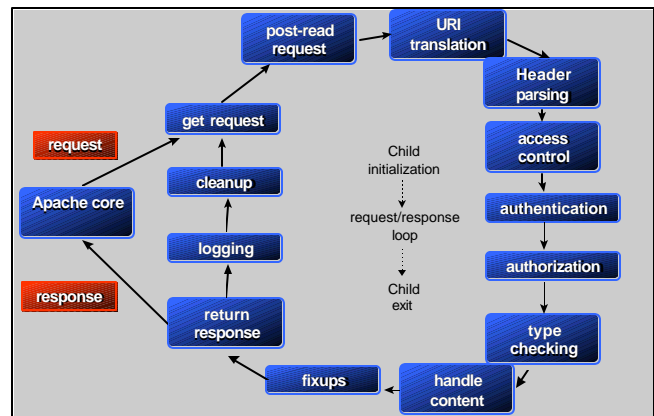 post-read
request
URI
translation
Header
parsing
get request
request
access
control
Child
initialization
cleanup
Apache core
authentication
request/response
loop
logging
authorization
response
Child
exit
return
response
type
checking
fixups
handle
content